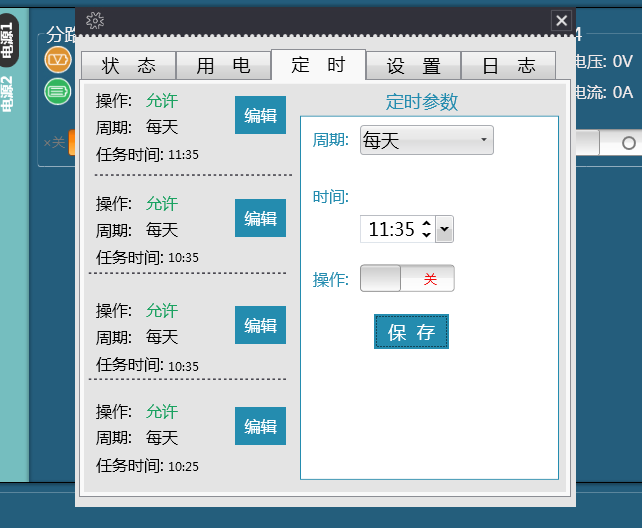 电源1
电源2
分路
4
电压: 0V
电流: 0A
×关
状 态
用 电
定 时
设 置
日 志
操作: 允许
周期: 每天
任务时间: 11:35
编辑
操作: 允许
周期: 每天
任务时间: 10:35
编辑
操作: 允许
周期: 每天
任务时间: 10:35
编辑
操作: 允许
周期: 每天
任务时间: 10:25
编辑
定时参数
周期: 每天
时间:
11:35
操作: 关
保 存